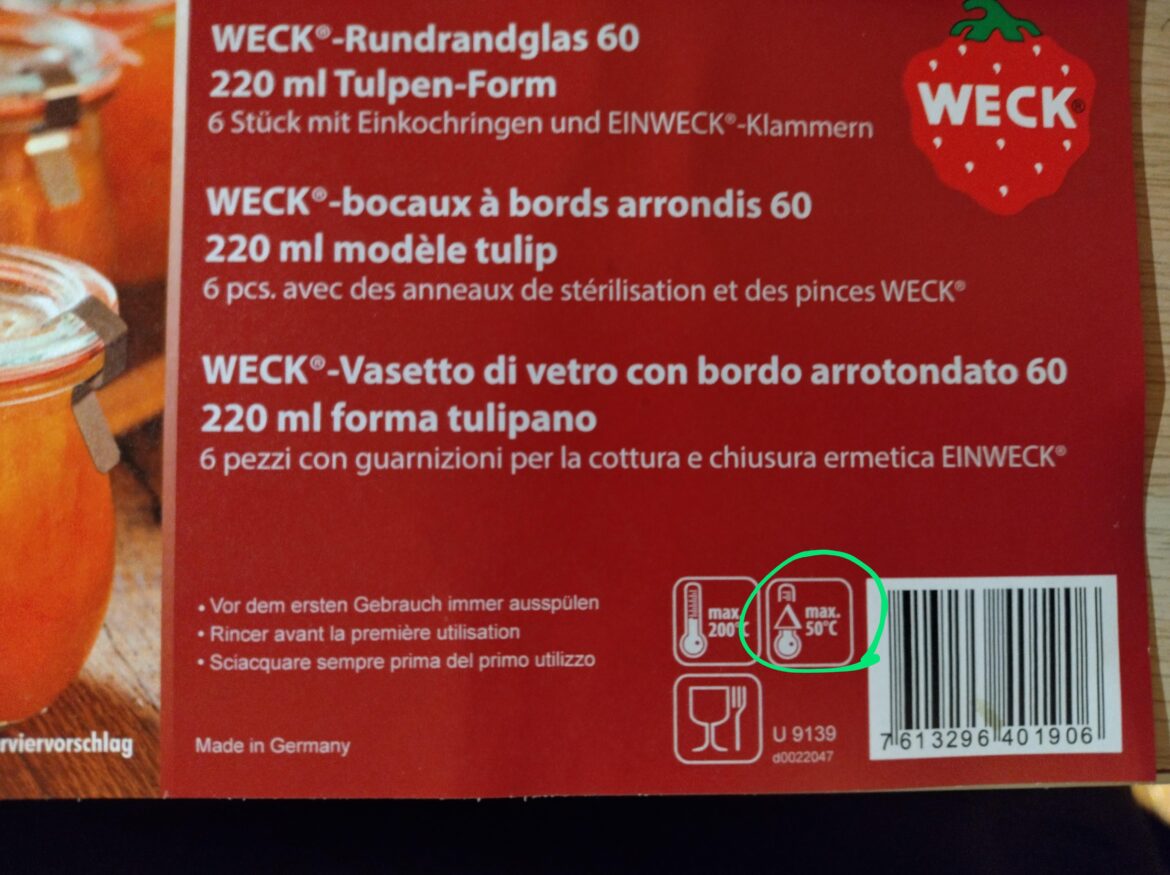 WECK®-Rundrandglas 60
220 ml Tulpen-Form
6 Stück mit Einkochringen und EINWECK®-Klammern
WECK®
WECK®-bocaux à bords arrondis 60
220 ml modèle tulip
6 pcs. avec des anneaux de stérilisation et des pinces WECK®
WECK®-Vasetto di vetro con bordo arrotondato 60
220 ml forma tulipano
6 pezzi con guarnizioni per la cottura e chiusura ermetica EINWECK®
• Vor dem ersten Gebrauch immer ausspülen
• Rincer avant la première utilisation
• Sciacquare sempre prima del primo utilizzo
max.
200°C
max.
50°C
rviervorschlag
Made in Germany
U 9139
d0022047
7 613296 401906